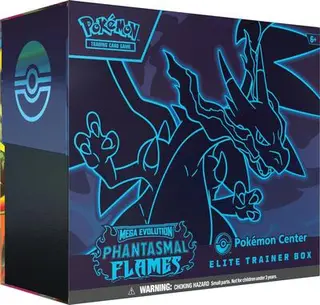 Pokémon
TRADING CARD GAME
6+
MEGA EVOLUTION
PHANTASMAL
FLAMES
Pokémon Center
ELITE TRAINER BOX
WARNING: CHOKING HAZARD. Small parts. Not for children under 3 years.